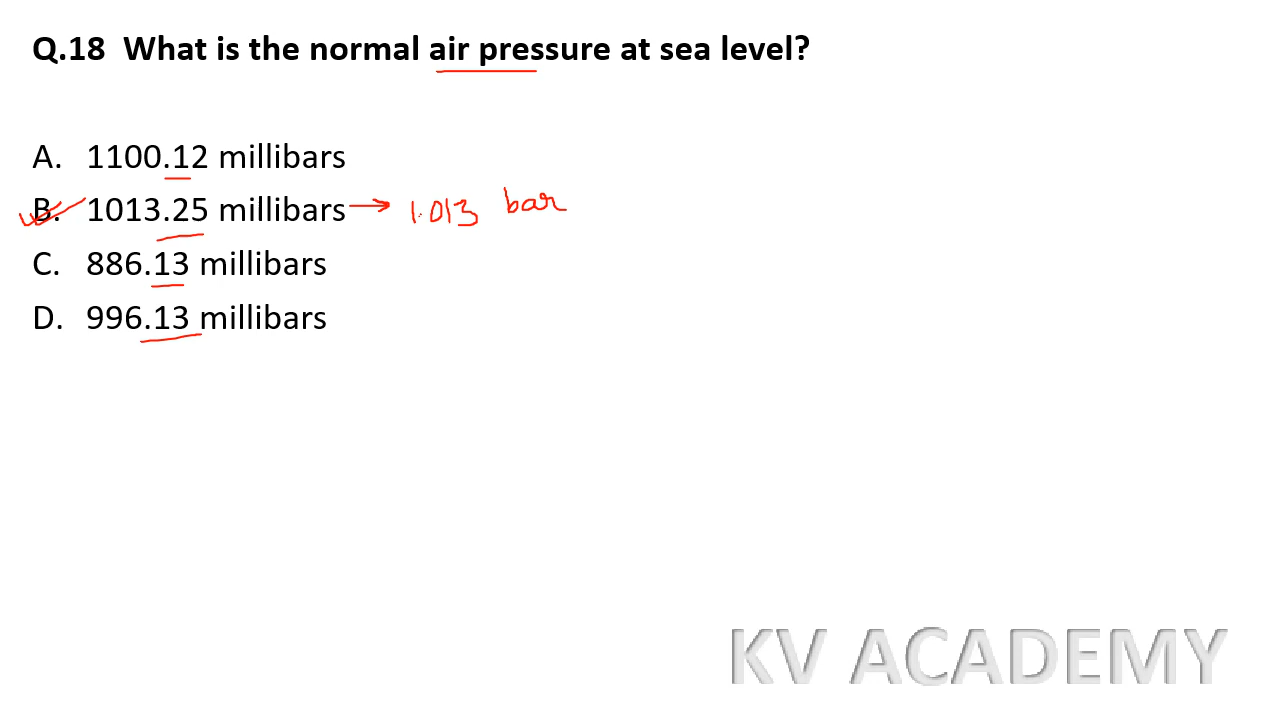 Q.18 What is the normal air pressure at sea level?
A. 1100.12 millibars
B. 1013.25 millibars → 1.013 bar
C. 886.13 millibars
D. 996.13 millibars
KV ACADEMY